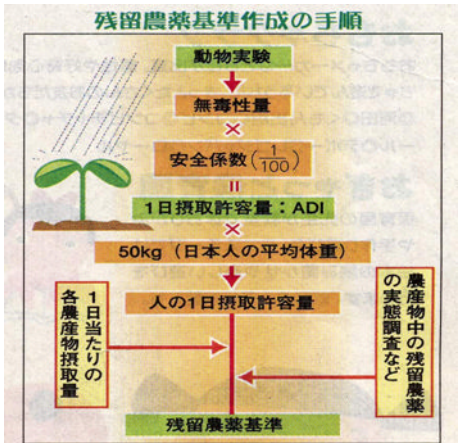 残留農薬基準作成の手順
動物実験
×
無毒性量
×
安全係数(1/100)
=
1日摂取許容量：ADI
×
50kg（日本人の平均体重）
人の1日摂取許容量
1日当たりの
各農産物摂取量
農産物中の残留農薬
の実態調査など
残留農薬基準